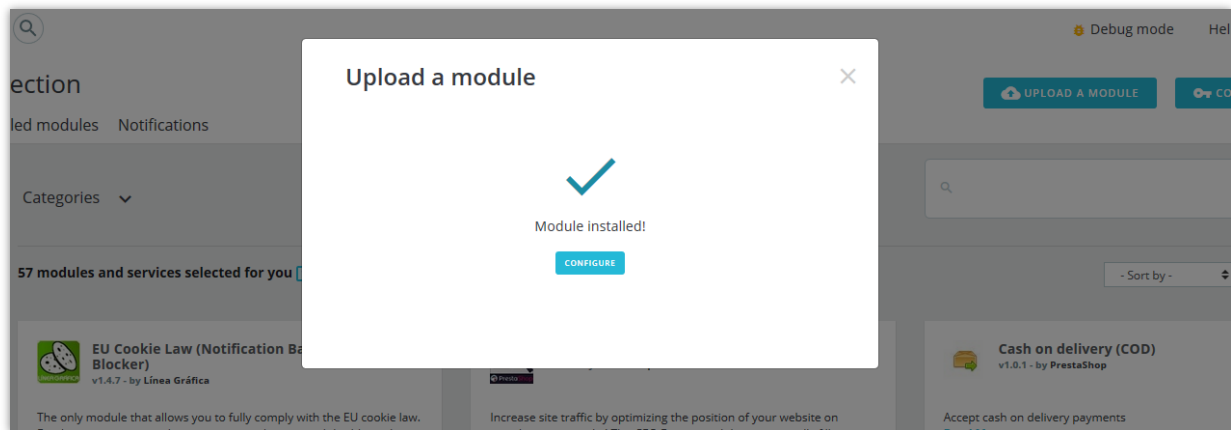 Debug mode
Hel
ection
UPLOAD A MODULE
CO
led modules Notifications
Upload a module
Module installed!
CONFIGURE
Categories
57 modules and services selected for you
- Sort by -
EU Cookie Law (Notification Ba
Blocker)
v1.4.7 - by Línea Gráfica
The only module that allows you to fully comply with the EU cookie law.
PrestaShop
Increase site traffic by optimizing the position of your website on
Cash on delivery (COD)
v1.0.1 - by PrestaShop
Accept cash on delivery payments